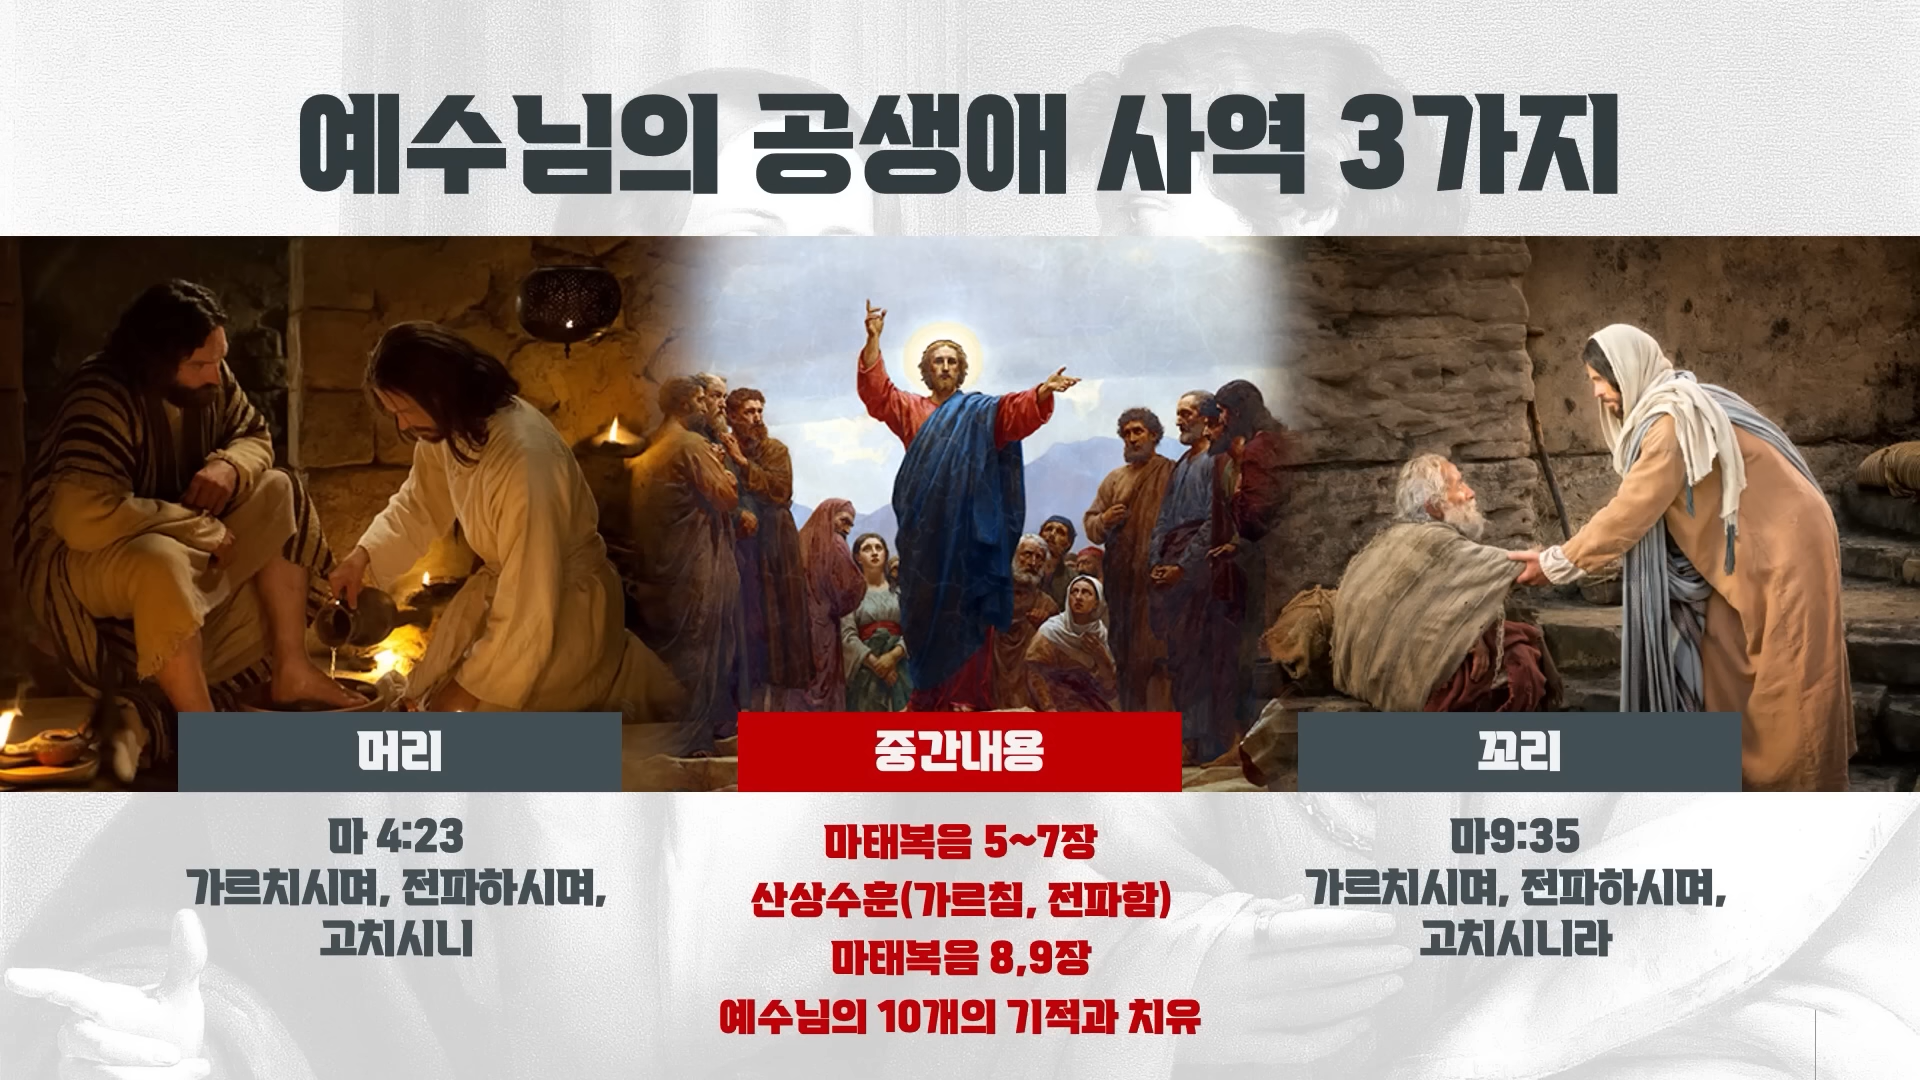 예수님의 공생애 사역 3가지
머리
마 4:23
가르치시며, 전파하시며,
고치시니
중간내용
마태복음 5~7장
산상수훈(가르침, 전파함)
마태복음 8,9장
예수님의 10개의 기적과 치유
꼬리
마9:35
가르치시며, 전파하시며,
고치시니라